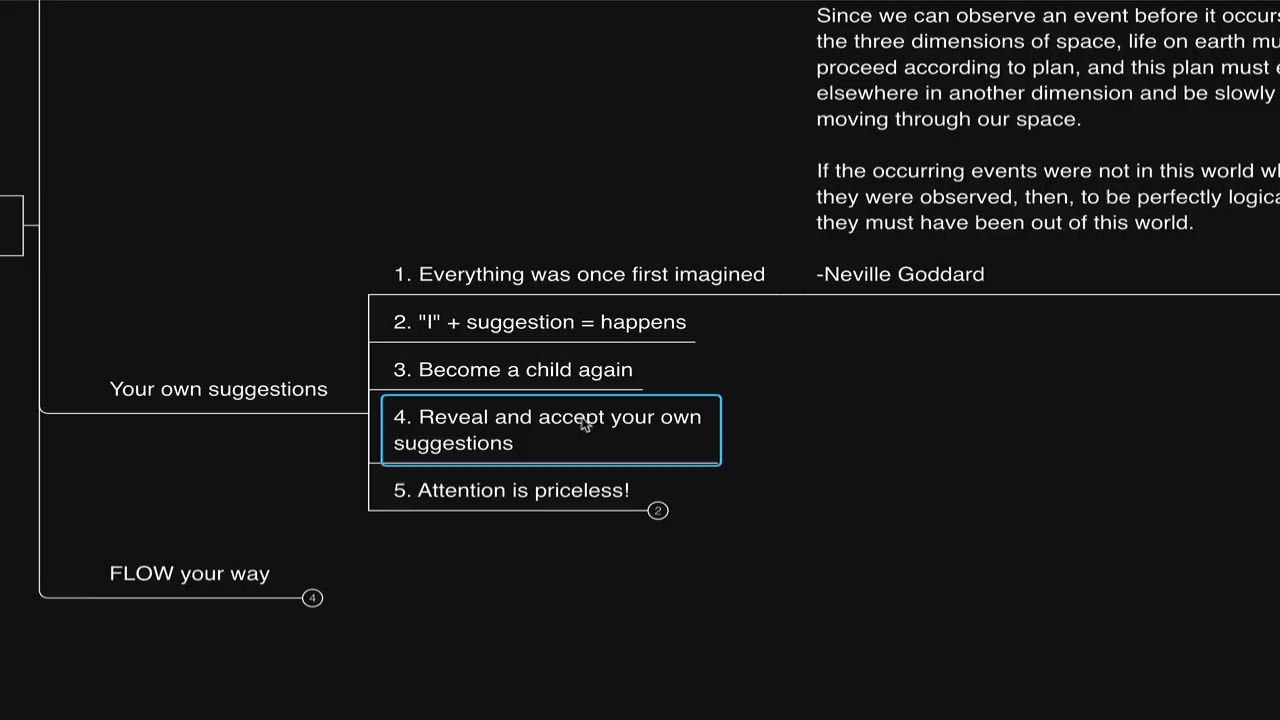 Since we can observe an event before it occurs
the three dimensions of space, life on earth mu
proceed according to plan, and this plan must e
elsewhere in another dimension and be slowly
moving through our space.
If the occurring events were not in this world wh
they were observed, then, to be perfectly logica
they must have been out of this world.
-Neville Goddard
1. Everything was once first imagined
2. "I" + suggestion = happens
3. Become a child again
Your own suggestions
4. Reveal and accept your own
suggestions
5. Attention is priceless!
2
FLOW your way
4